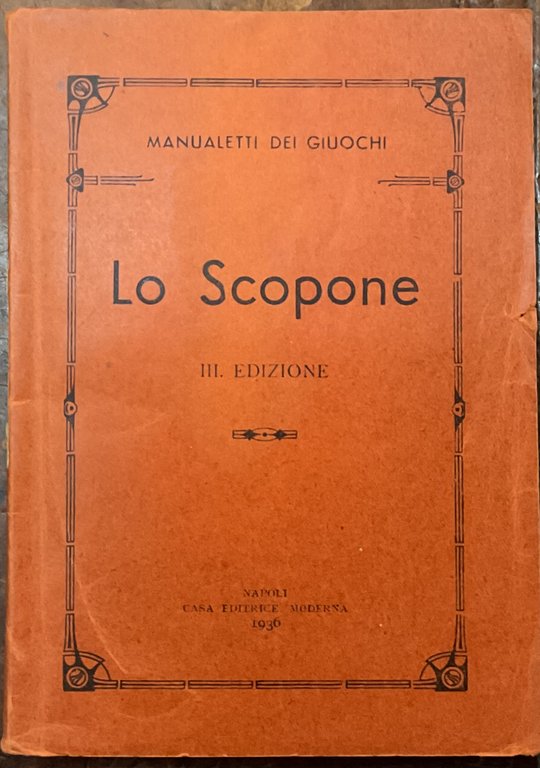 MANUALETTI DEI GIUOCHI
Lo Scopone
III. EDIZIONE
NAPOLI
CASA EDITRICE MODERNA
1936